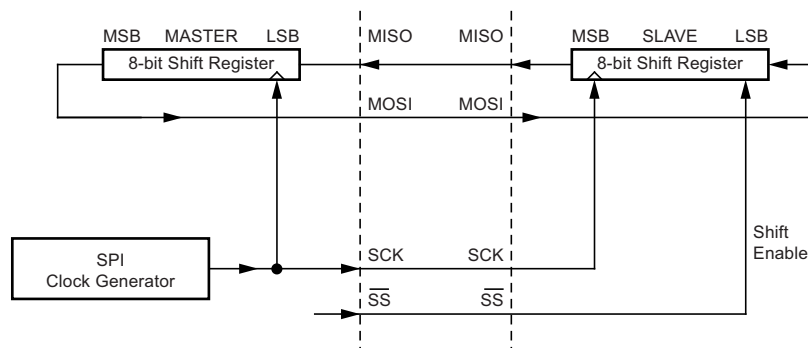 MSB MASTER LSB MISO MISO MSB SLAVE LSB
8-bit Shift Register 8-bit Shift Register
MOSI MOSI
SPI
Clock Generator
SCK SCK
Shift
Enable
SS SS